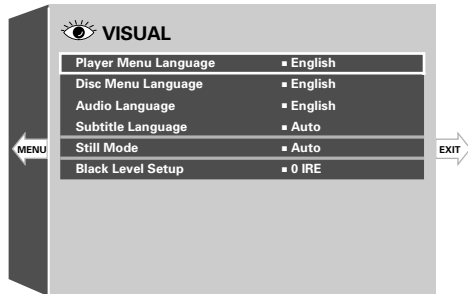 VISUAL
Player Menu Language ▪ English
Disc Menu Language ▪ English
Audio Language ▪ English
Subtitle Language ▪ Auto
MENU
Still Mode ▪ Auto
EXIT
Black Level Setup ▪ 0 IRE